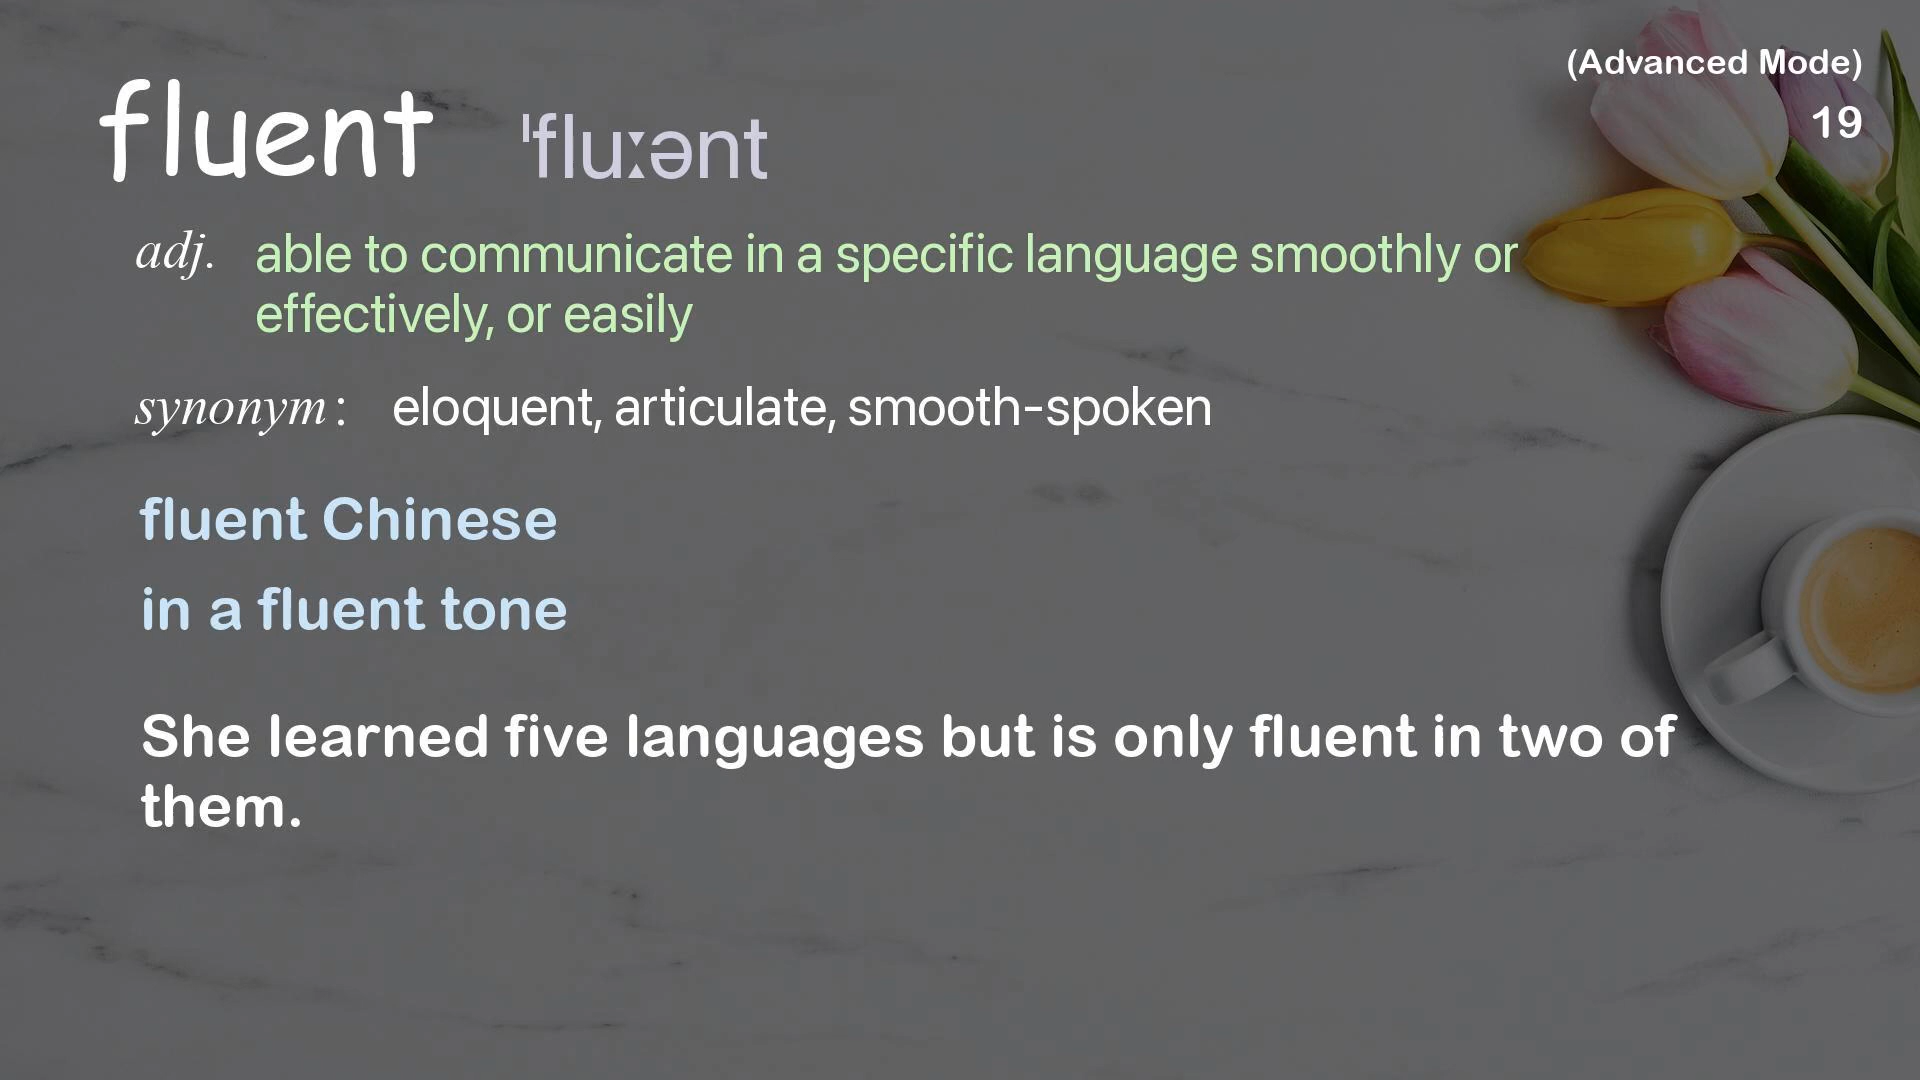 (Advanced Mode)
19
fluent ˈfluːənt
adj. able to communicate in a specific language smoothly or
effectively, or easily
synonym: eloquent, articulate, smooth-spoken
fluent Chinese
in a fluent tone
She learned five languages but is only fluent in two of
them.